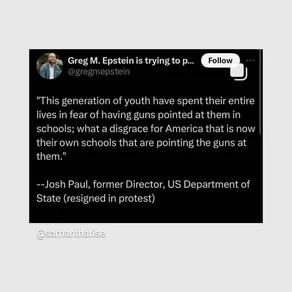 Greg M. Epstein is trying to p...
Follow
@gregmepstein
"This generation of youth have spent their entire
lives in fear of having guns pointed at them in
schools; what a disgrace for America that is now
their own schools that are pointing the guns at
them."
--Josh Paul, former Director, US Department of
State (resigned in protest)
@samantharise